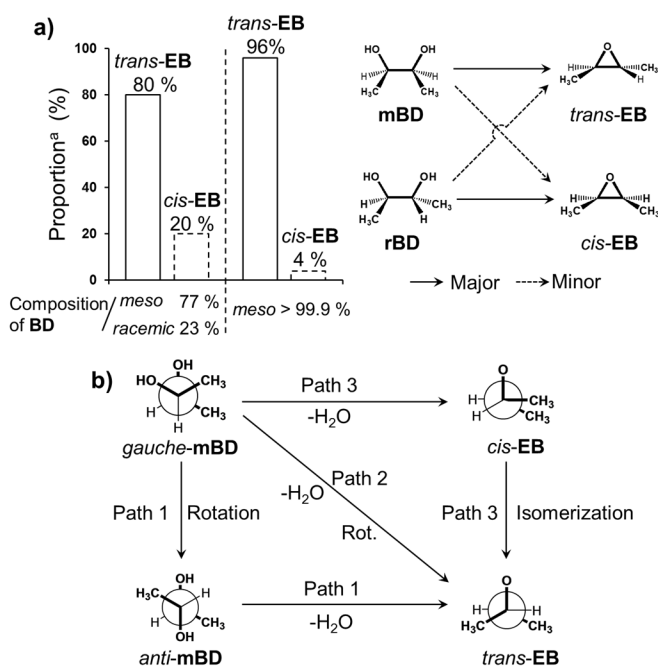 a)
trans-EB
80 %
cis-EB
20 %
trans-EB
96%
cis-EB
4 %
Proportionᵃ (%)
100
80
60
40
20
0
Composition of BD
meso 77 %
racemic 23 %
meso > 99.9 %
HO OH
H H
H₃C CH₃
mBD
O
H CH₃
H₃C H
trans-EB
HO OH
H CH₃
H₃C H
rBD
O
H H
H₃C CH₃
cis-EB
Major
Minor
b)
OH
HO CH₃
H CH₃
H
gauche-mBD
Path 3
-H₂O
O
H CH₃
H CH₃
cis-EB
Path 2
-H₂O
Rot.
Path 1 Rotation
Path 3 Isomerization
OH
H₃C H
H CH₃
OH
anti-mBD
Path 1
-H₂O
O
H H
H₃C CH₃
trans-EB